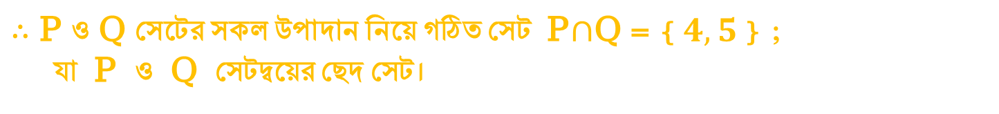 ∴ P ও Q সেটের সকল উপাদান নিয়ে গঠিত সেট P∩Q = { 4, 5 } ;
যা P ও Q সেটদ্বয়ের ছেদ সেট।